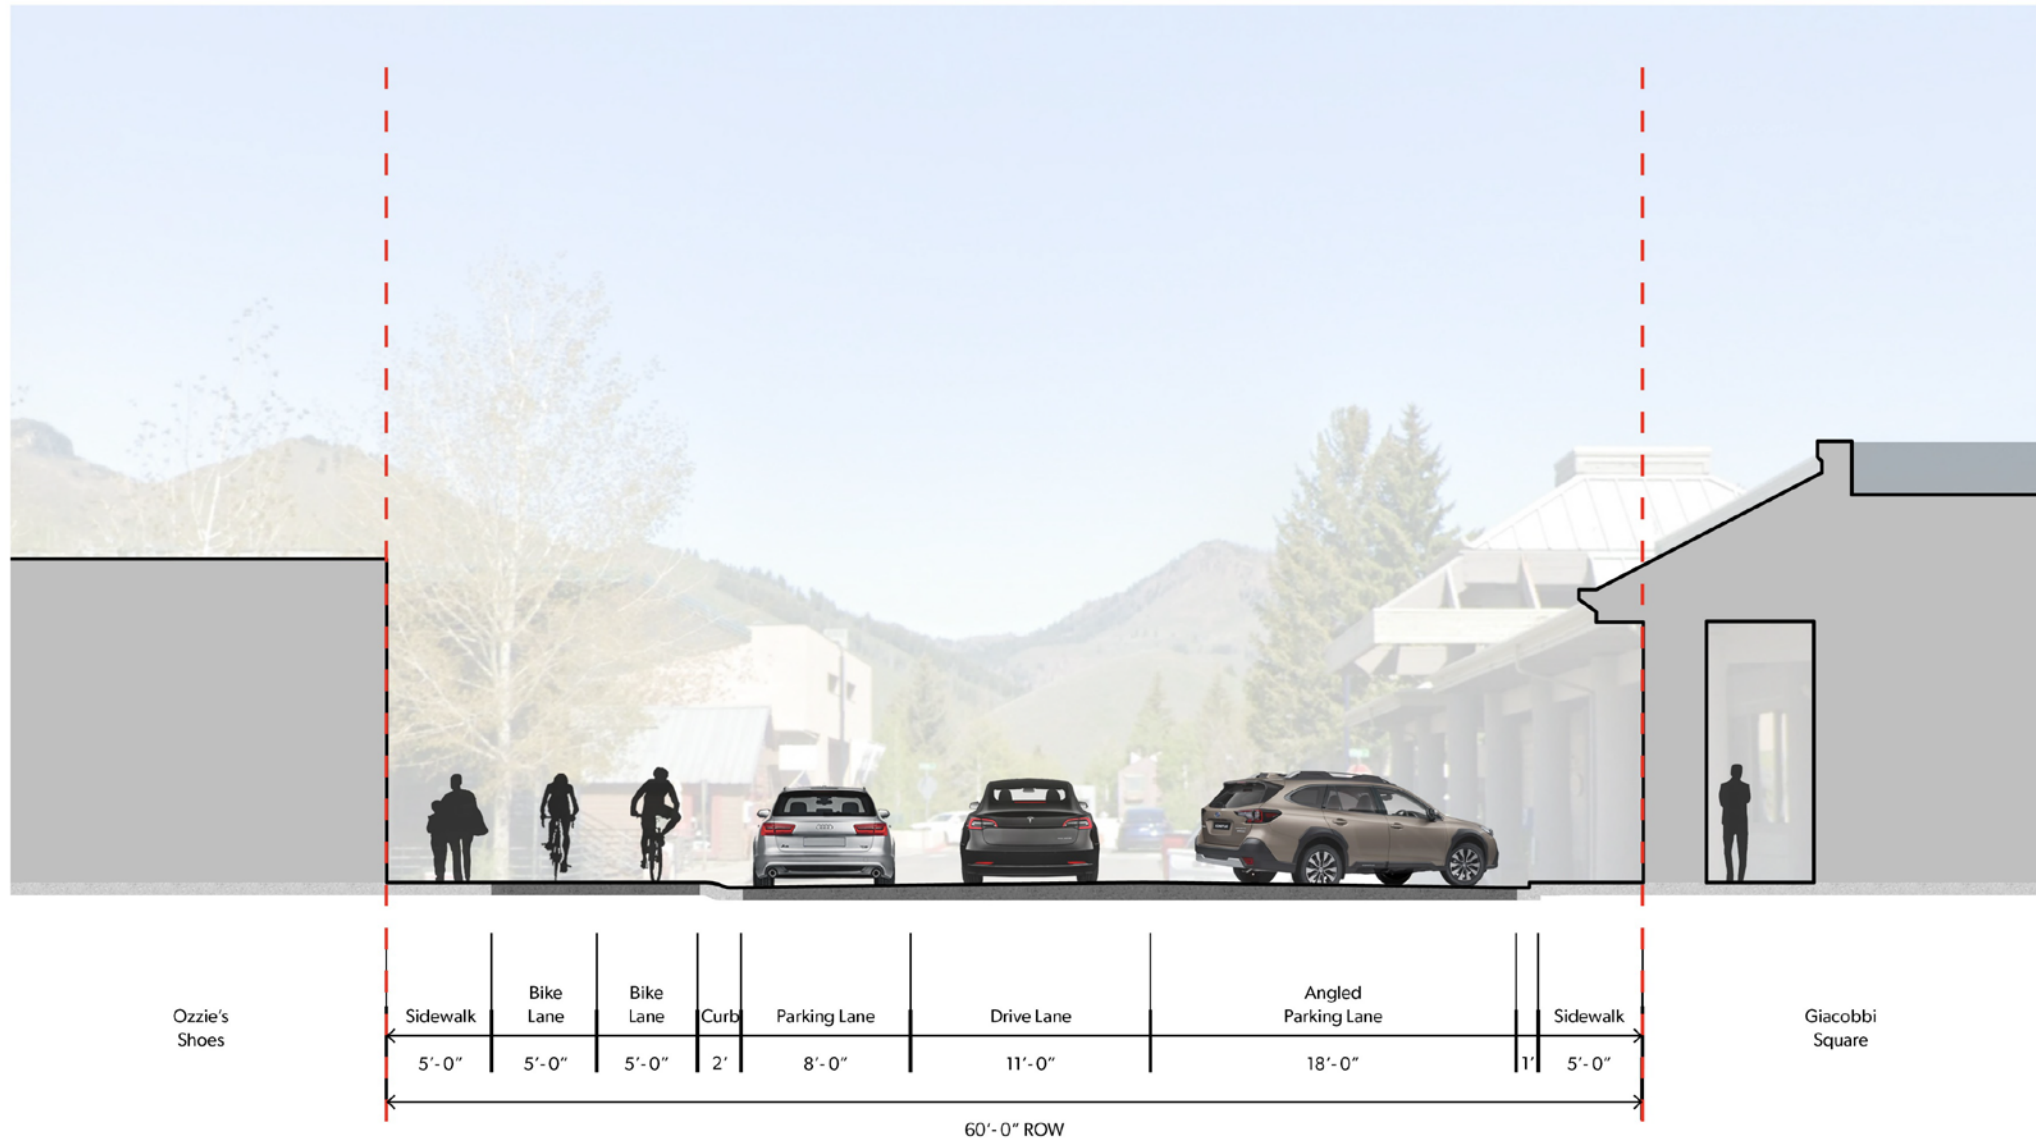 Ozzie's
Shoes
Sidewalk
Bike
Lane
Bike
Lane
Curb
Parking Lane
Drive Lane
Angled
Parking Lane
Sidewalk
Giacobbi
Square
5'-0"
5'-0"
5'-0"
2'
8'-0"
11'-0"
18'-0"
1'
5'-0"
60'-0" ROW